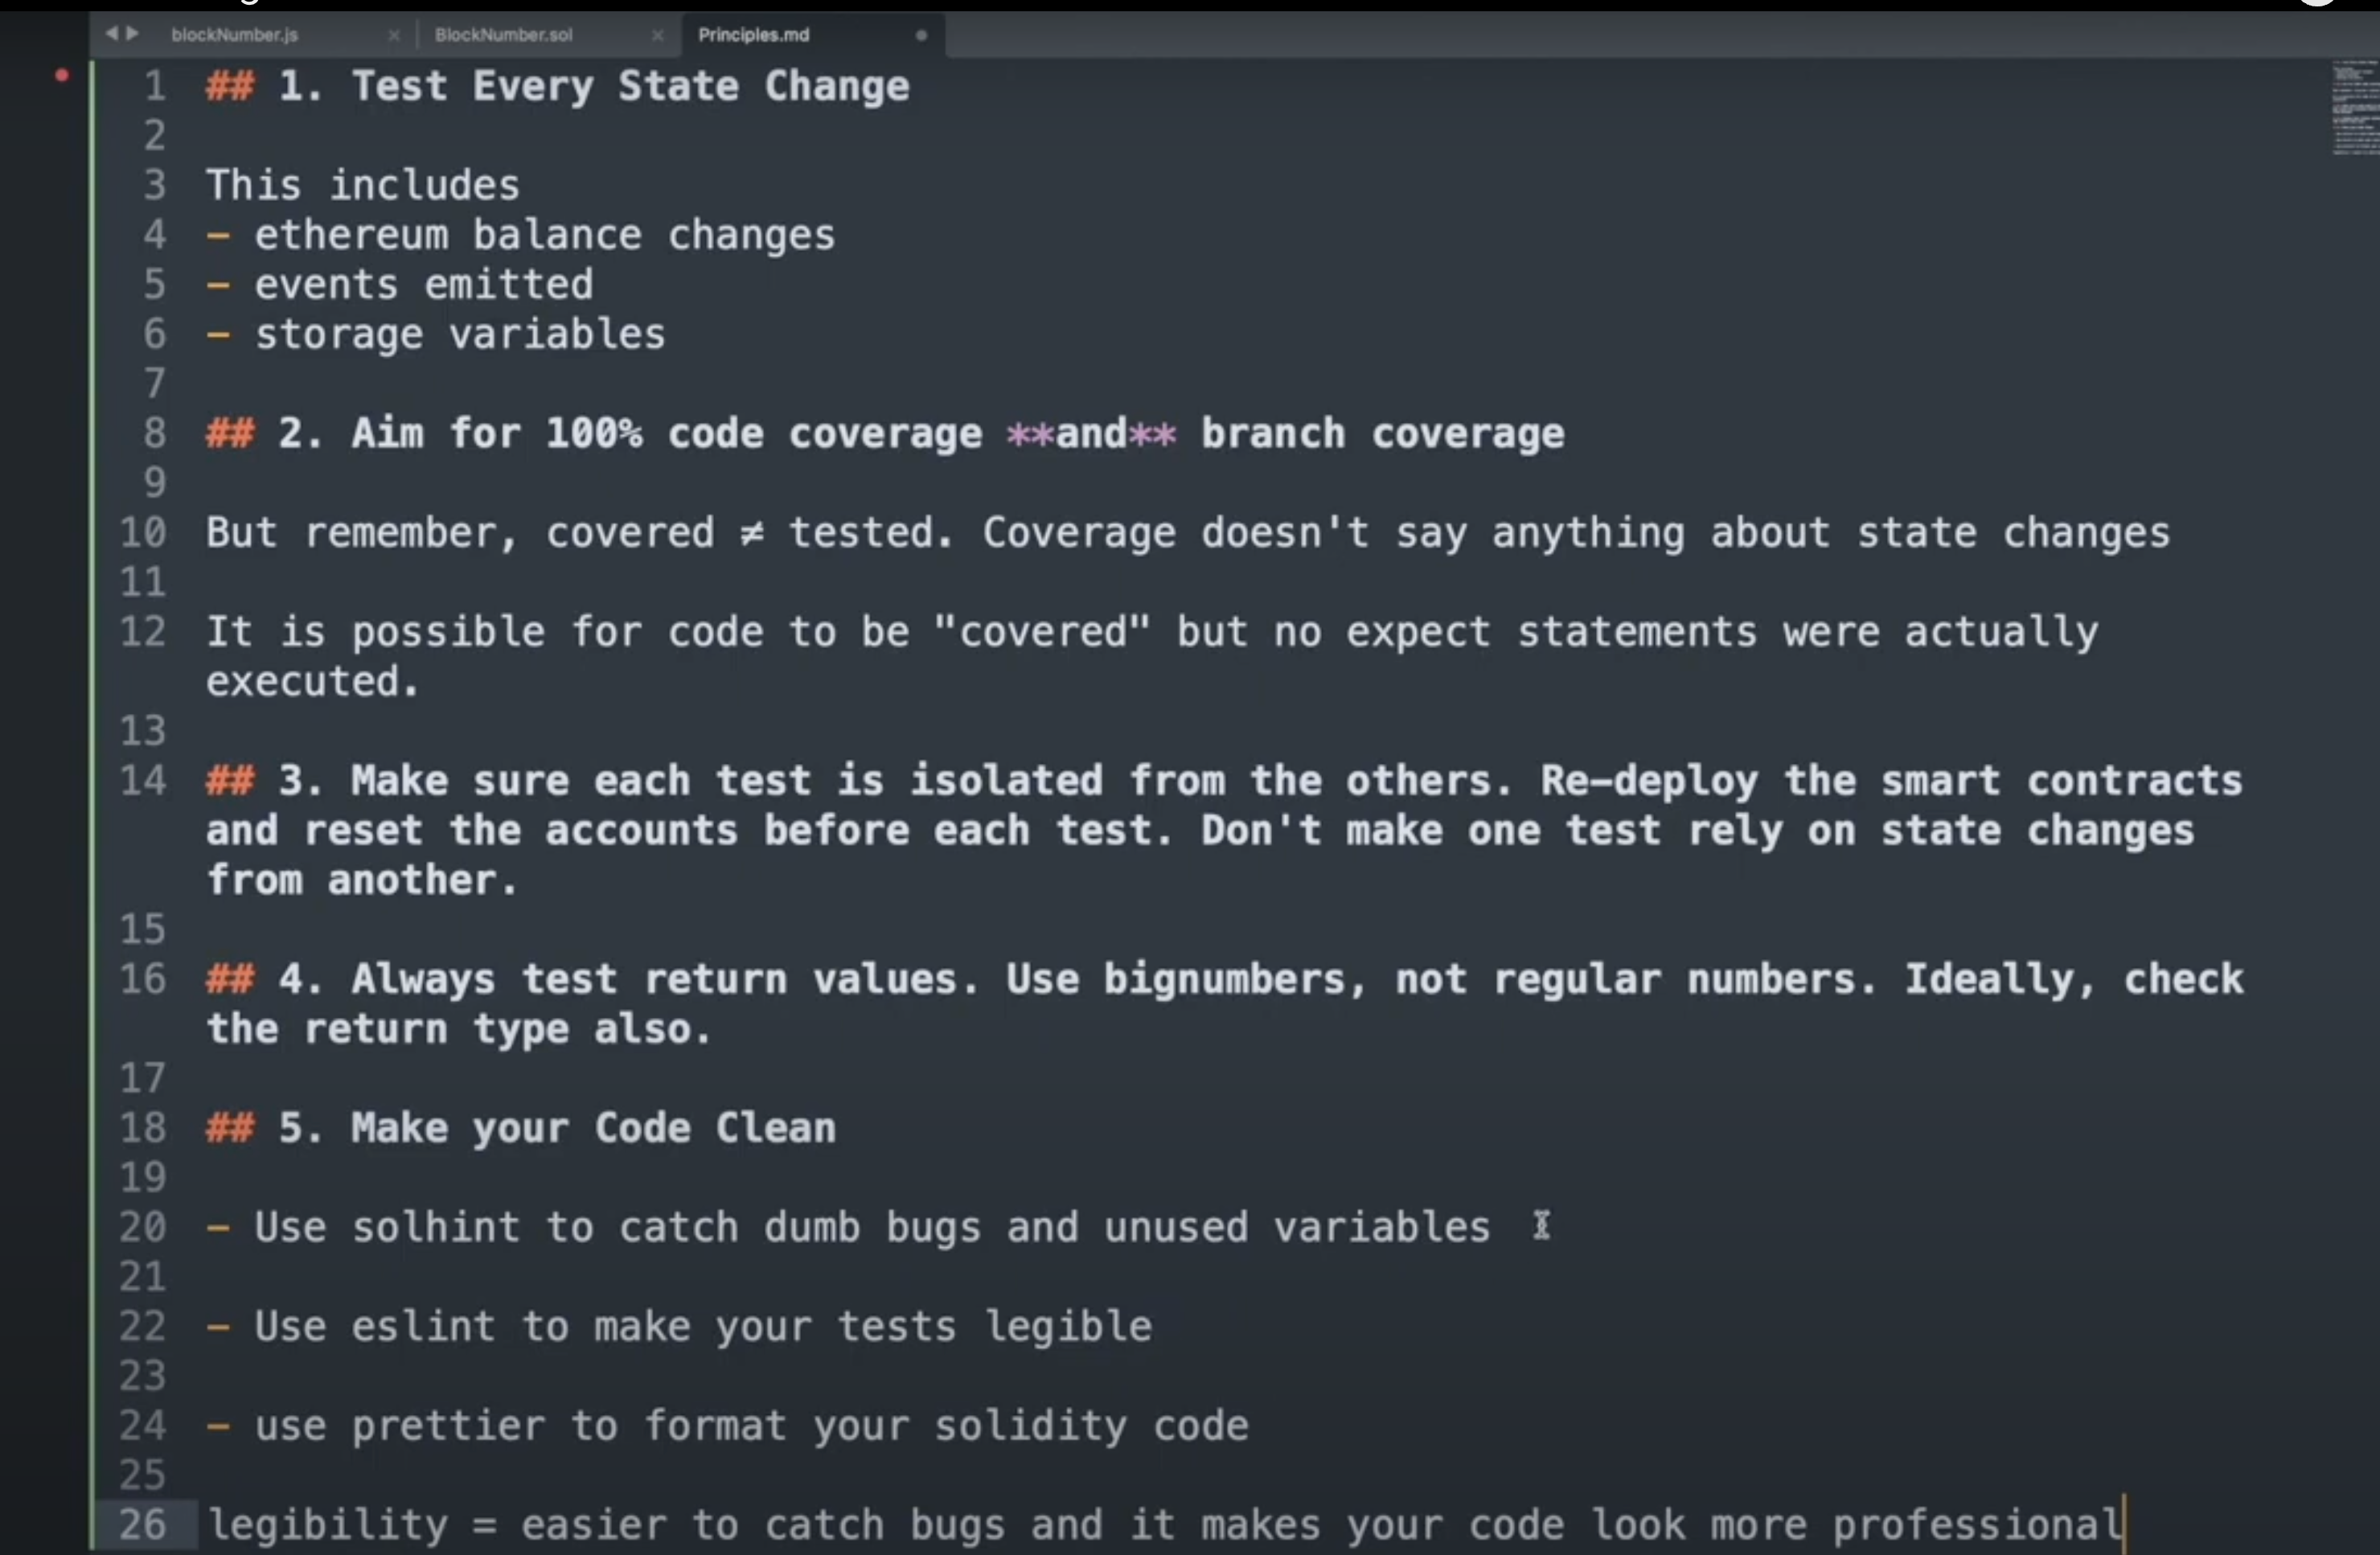 blockNumber.js
BlockNumber.sol
Principles.md
1 ## 1. Test Every State Change
2
3 This includes
4 - ethereum balance changes
5 - events emitted
6 - storage variables
7
8 ## 2. Aim for 100% code coverage **and** branch coverage
9
10 But remember, covered ≠ tested. Coverage doesn't say anything about state changes
11
12 It is possible for code to be "covered" but no expect statements were actually
executed.
13
14 ## 3. Make sure each test is isolated from the others. Re-deploy the smart contracts
and reset the accounts before each test. Don't make one test rely on state changes
from another.
15
16 ## 4. Always test return values. Use bignumbers, not regular numbers. Ideally, check
the return type also.
17
18 ## 5. Make your Code Clean
19
20 - Use solhint to catch dumb bugs and unused variables
21
22 - Use eslint to make your tests legible
23
24 - use prettier to format your solidity code
25
26 legibility = easier to catch bugs and it makes your code look more professional